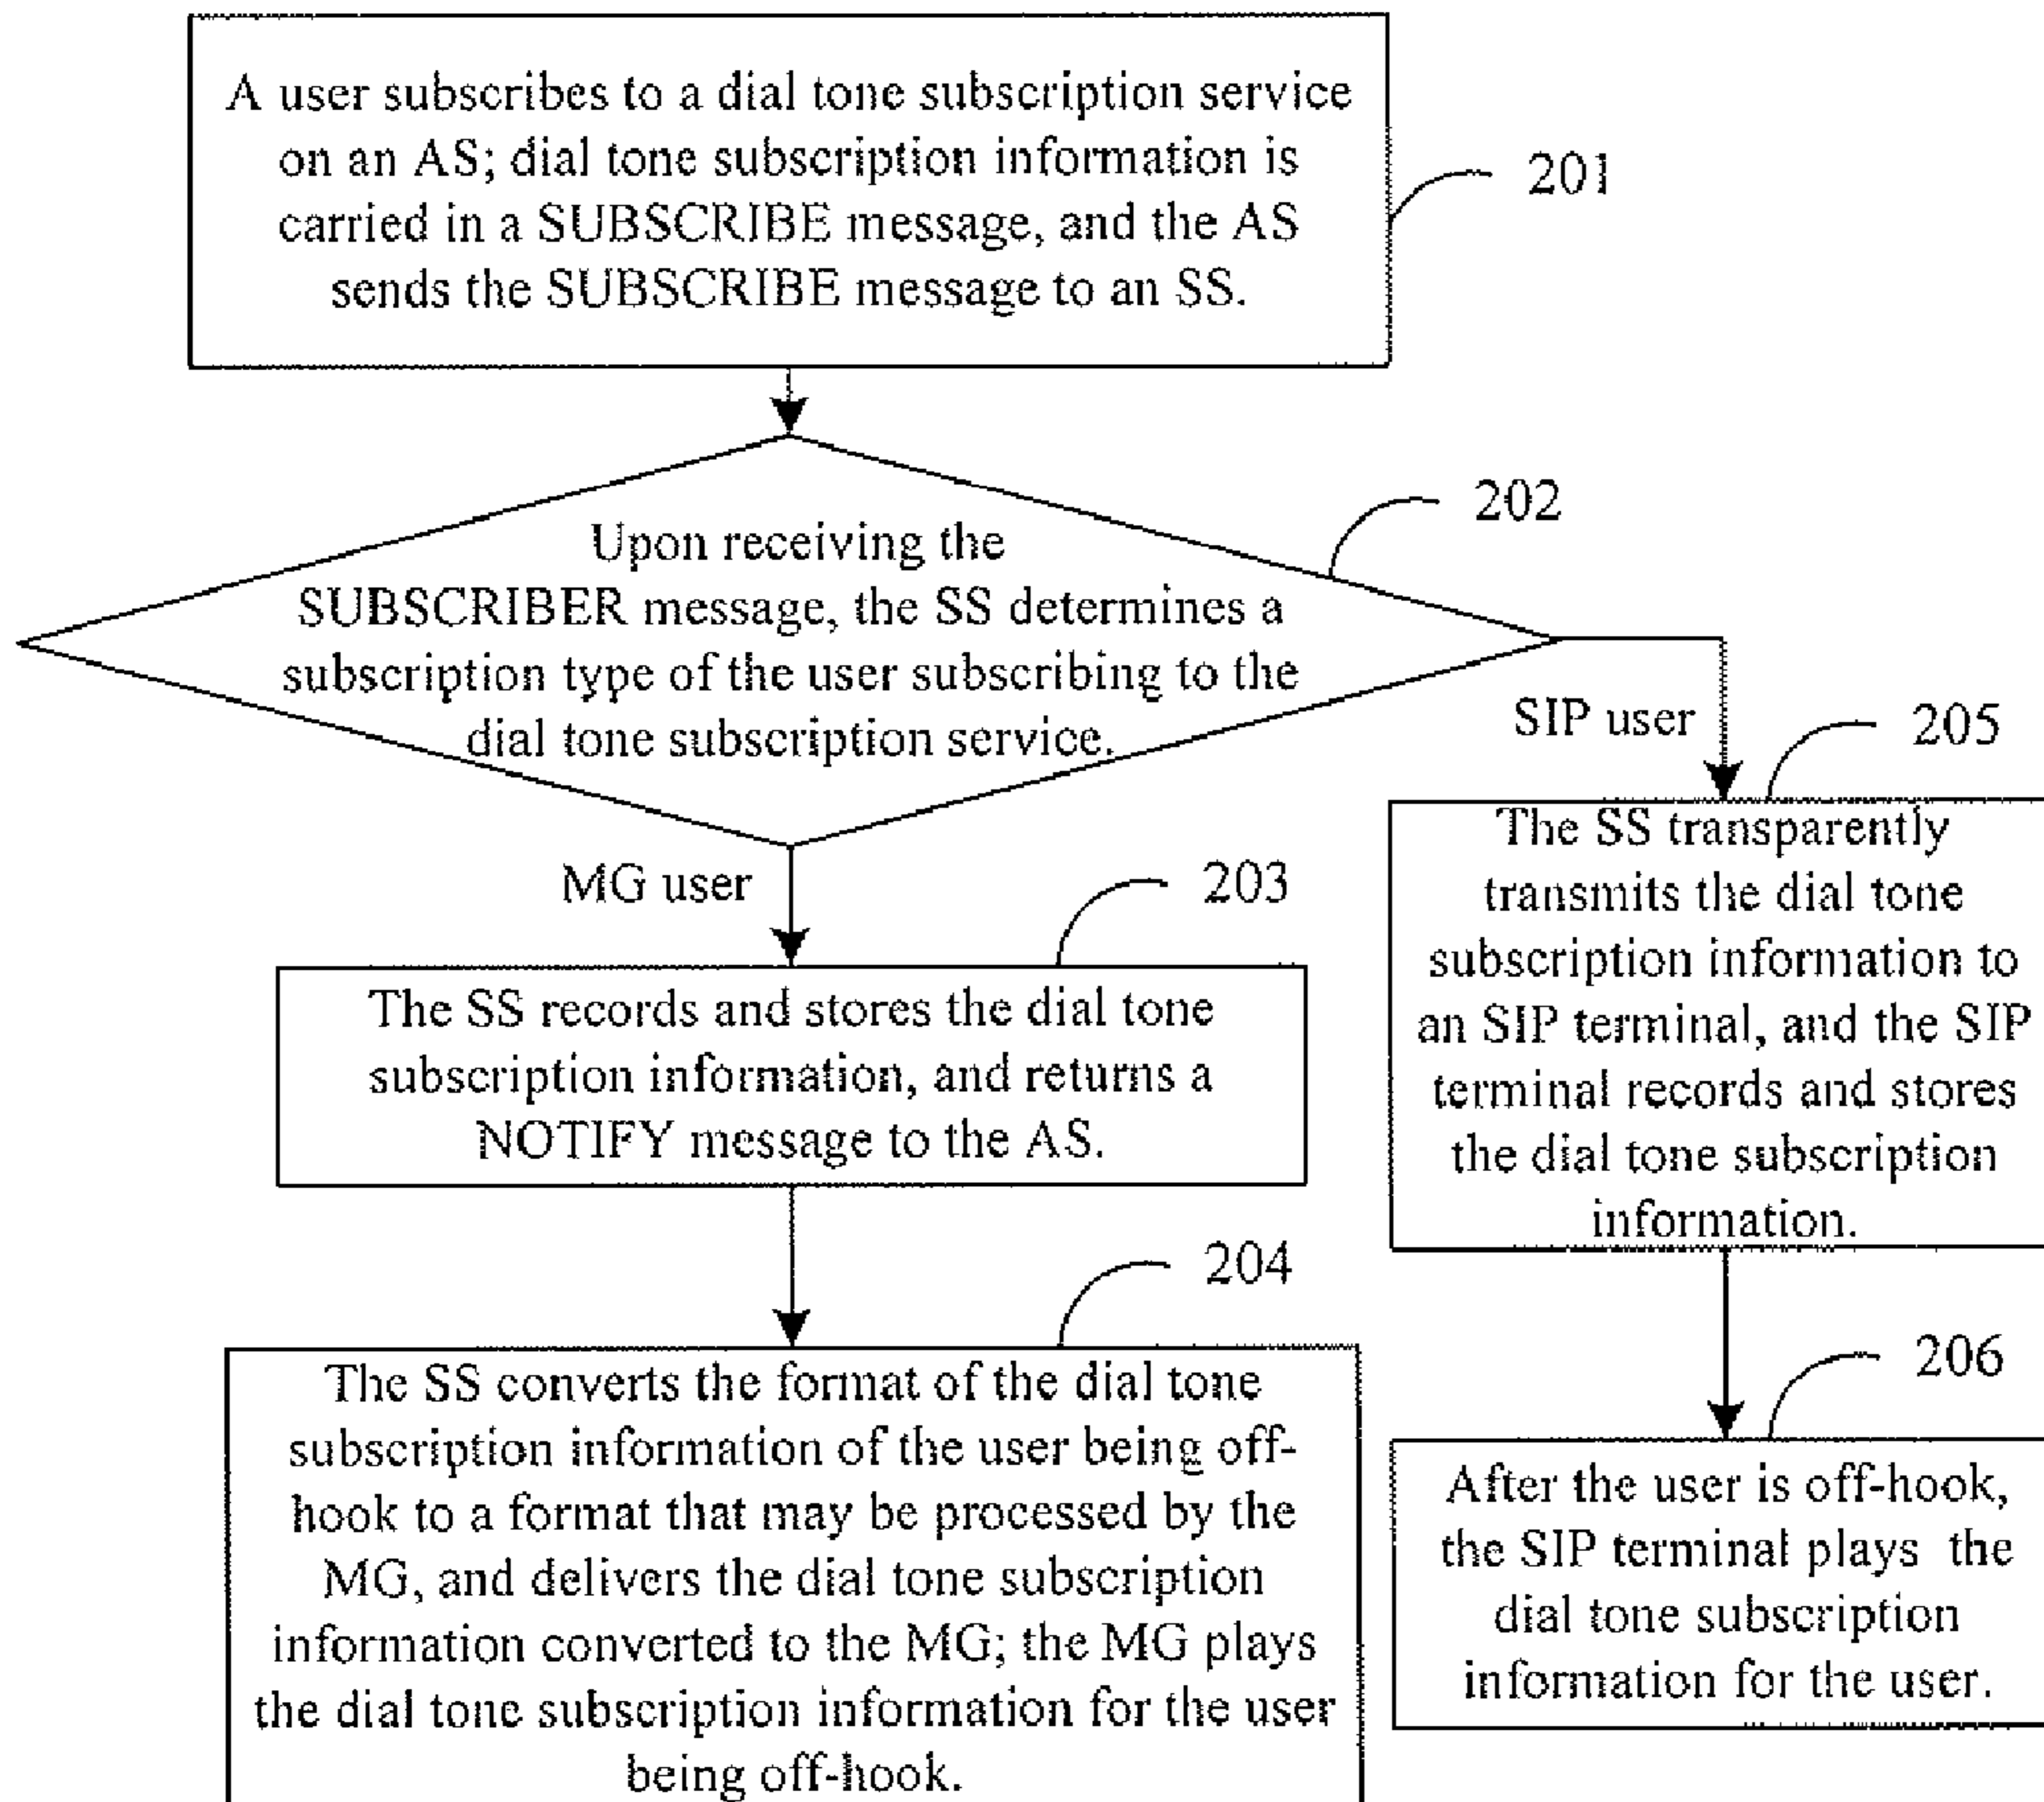 A user subscribes to a dial tone subscription service
on an AS; dial tone subscription information is
carried in a SUBSCRIBE message, and the AS
sends the SUBSCRIBE message to an SS.
201
202
Upon receiving the
SUBSCRIBER message, the SS determines a
subscription type of the user subscribing to the
dial tone subscription service.
MG user
203
The SS records and stores the dial tone
subscription information, and returns a
NOTIFY message to the AS.
204
The SS converts the format of the dial tone
subscription information of the user being off-
hook to a format that may be processed by the
MG, and delivers the dial tone subscription
information converted to the MG; the MG plays
the dial tone subscription information for the user
being off-hook.
SIP user
205
The SS transparently
transmits the dial tone
subscription information to
an SIP terminal, and the SIP
terminal records and stores
the dial tone subscription
information.
206
After the user is off-hook,
the SIP terminal plays the
dial tone subscription
information for the user.